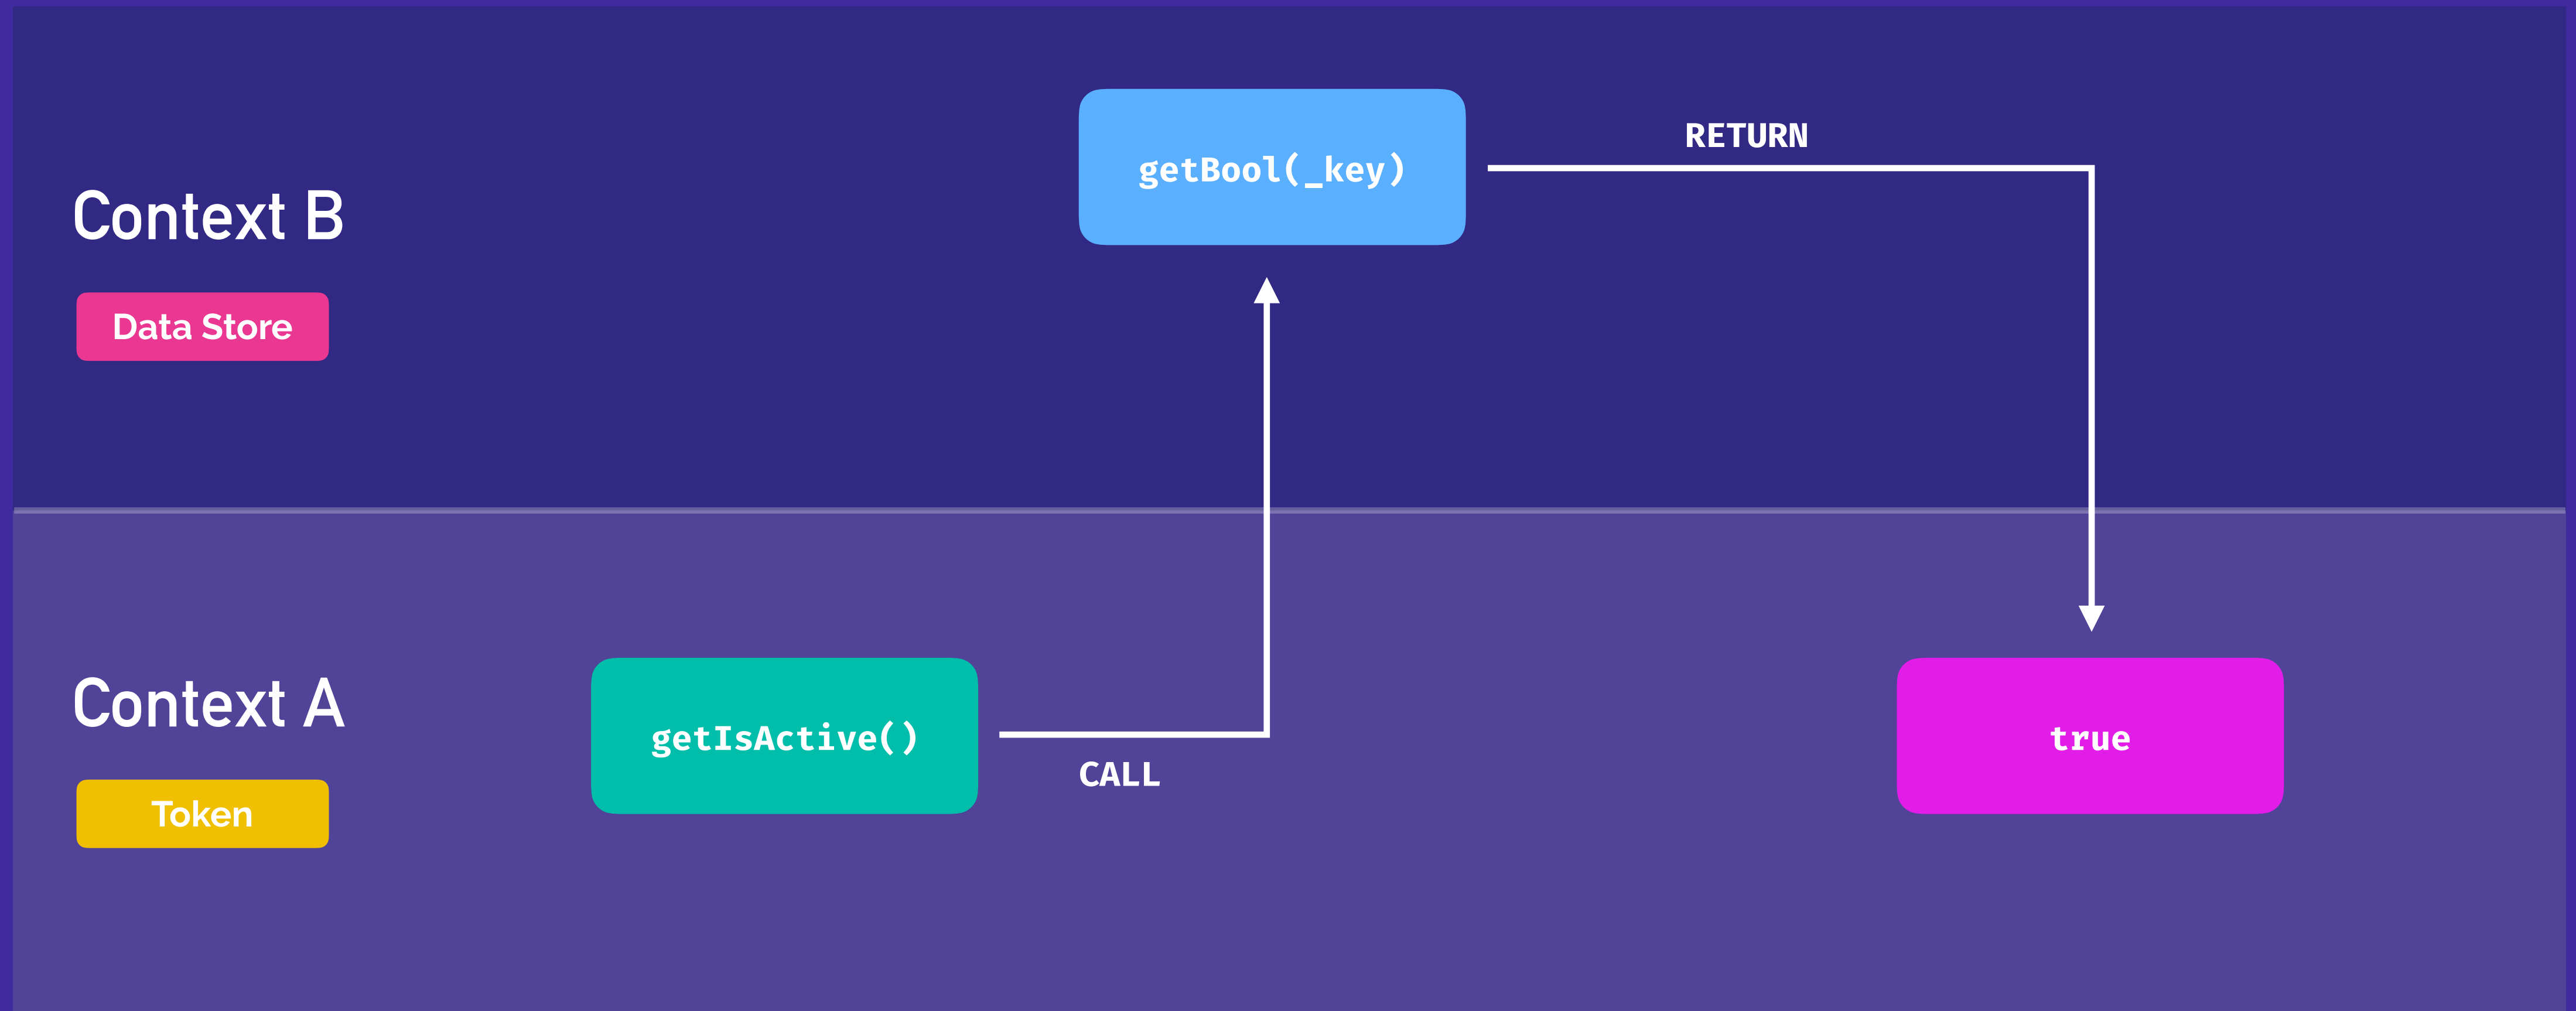 Context B
Data Store
getBool(_key)
RETURN
Context A
Token
getIsActive()
CALL
true